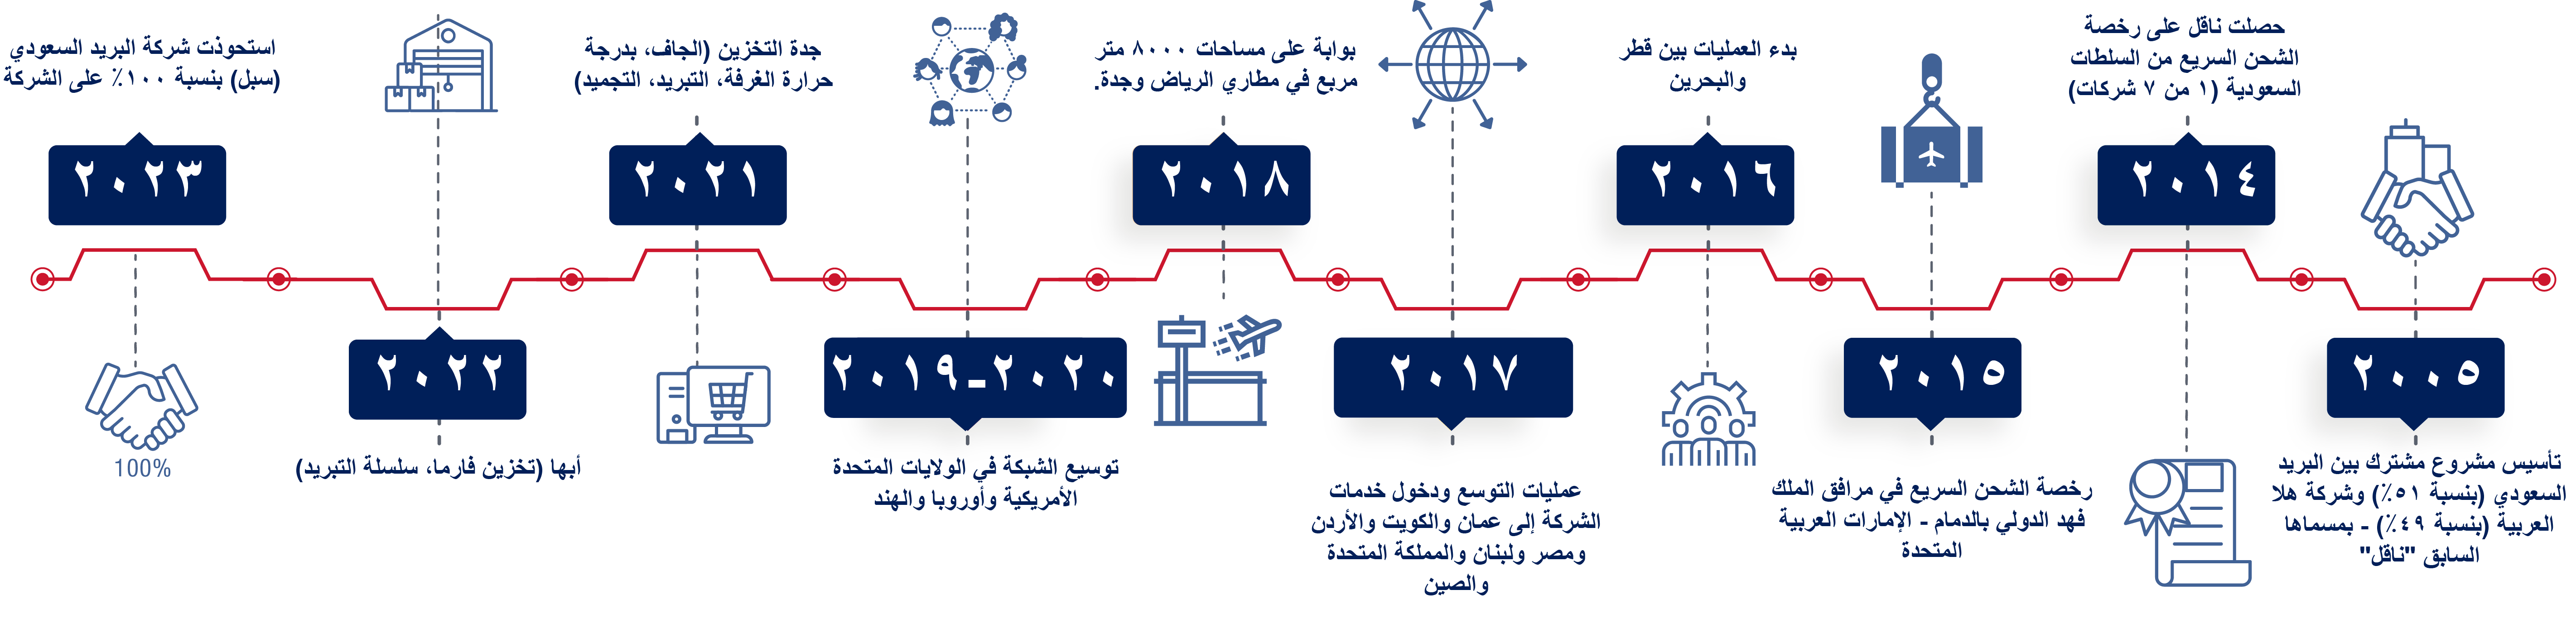 ٢٠٠٥
تأسيس مشروع مشترك بين البريد
السعودي (بنسبة ٥١٪) وشركة هلا
العربية (بنسبة ٤٩٪) - بمسماها
السابق "ناقل"
حصلت ناقل على رخصة
الشحن السريع من السلطات
السعودية (١ من ٧ شركات)
٢٠١٤
٢٠١٥
رخصة الشحن السريع في مرافق الملك
فهد الدولي بالدمام - الإمارات العربية
المتحدة
بدء العمليات بين قطر
والبحرين
٢٠١٦
٢٠١٧
عمليات التوسع ودخول خدمات
الشركة إلى عمان والكويت والأردن
ومصر ولبنان والمملكة المتحدة
والصين
بوابة على مساحات ٨٠٠٠ متر
مربع في مطاري الرياض وجدة.
٢٠١٨
٢٠١٩-٢٠٢٠
توسيع الشبكة في الولايات المتحدة
الأمريكية وأوروبا والهند
جدة التخزين (الجاف، بدرجة
حرارة الغرفة، التبريد، التجميد)
٢٠٢١
٢٠٢٢
أبها (تخزين فارما، سلسلة التبريد)
استحوذت شركة البريد السعودي
(سبل) بنسبة ١٠٠٪ على الشركة
٢٠٢٣
100%